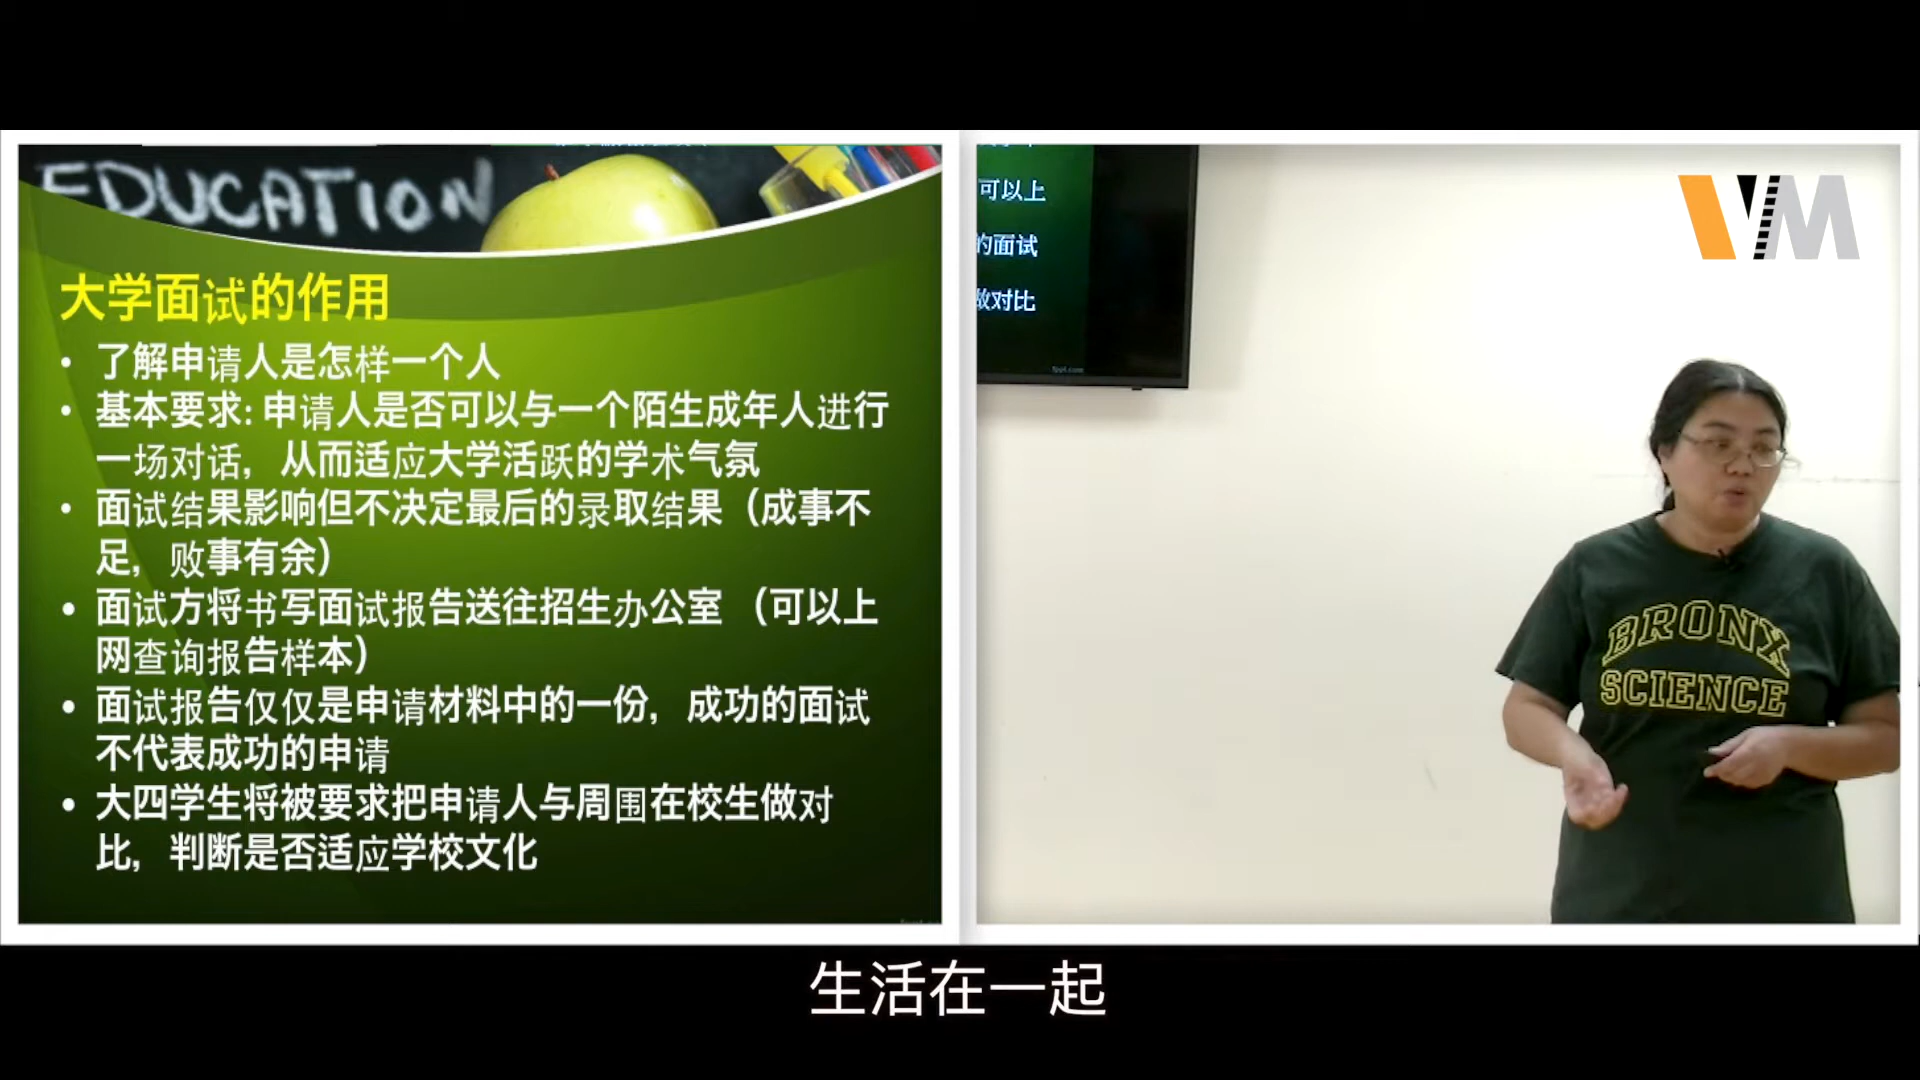 EDUCATION
大学面试的作用
• 了解申请人是怎样一个人
• 基本要求: 申请人是否可以与一个陌生成年人进行
一场对话，从而适应大学活跃的学术气氛
• 面试结果影响但不决定最后的录取结果（成事不
足，败事有余）
• 面试方将书写面试报告送往招生办公室 （可以上
网查询报告样本）
• 面试报告仅仅是申请材料中的一份，成功的面试
不代表成功的申请
• 大四学生将被要求把申请人与周围在校生做对
比，判断是否适应学校文化
可以上
的面试
做对比
VM
BRONX
SCIENCE
生活在一起